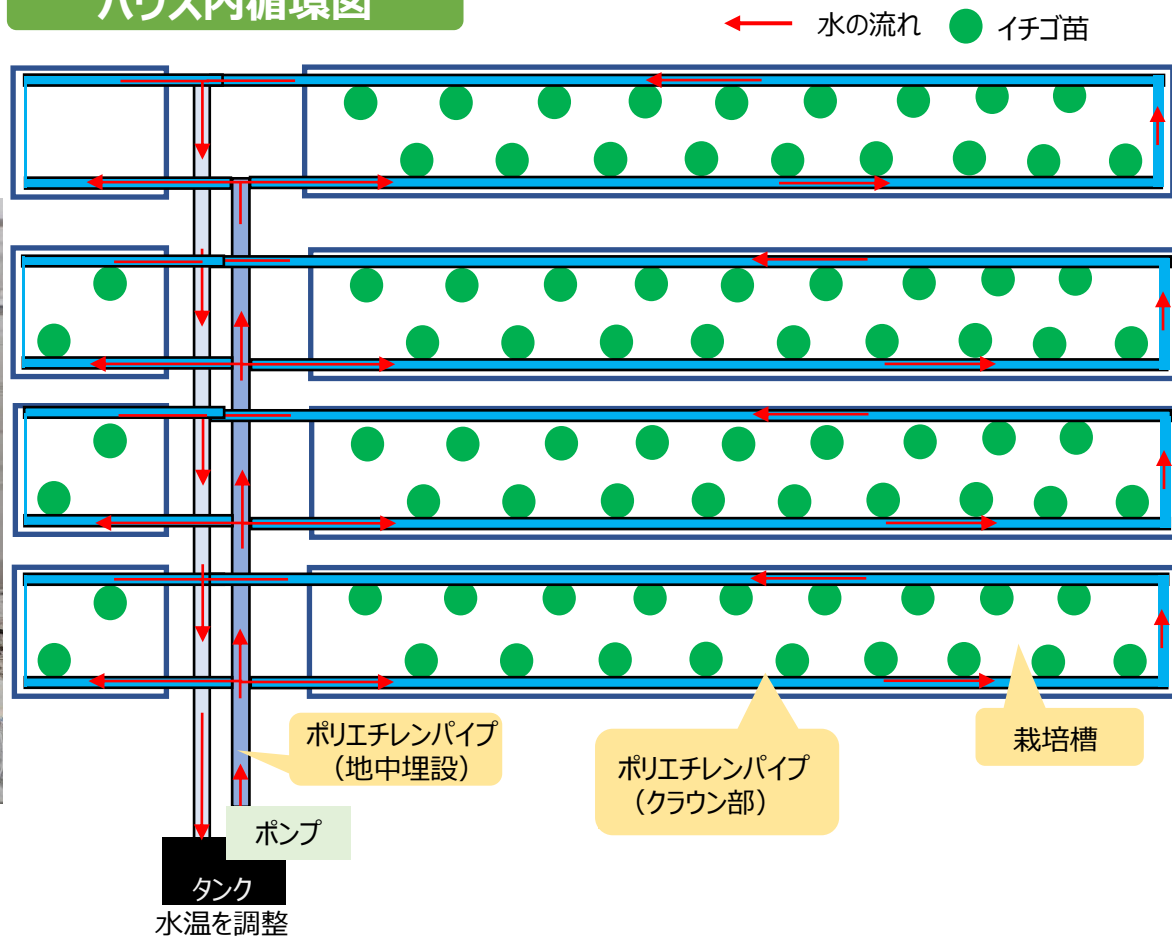 ハウス内循環図
水の流れ
イチゴ苗
ポリエチレンパイプ
（地中埋設）
ポリエチレンパイプ
（クラウン部）
栽培槽
ポンプ
タンク
水温を調整